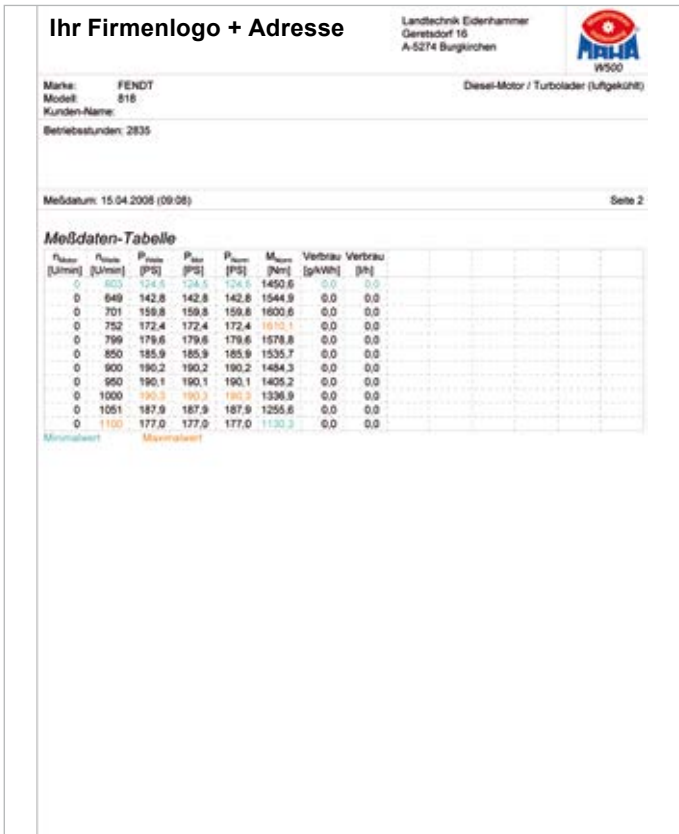 Ihr Firmenlogo + Adresse
Landtechnik Eidenhammer
Geretsdorf 16
A-5274 Burgkirchen
MAHA
W500
Marke: FENDT
Modell: 818
Kunden-Name:
Diesel-Motor / Turbolader (luftgekühlt)
Betriebsstunden: 2835
Meßdatum: 15.04.2008 (09:08) Seite 2
Meßdaten-Tabelle
nMotor nWelle PWelle PMot PNorm MNorm Verbrau Verbrau
[U/min] [U/min] [PS] [PS] [PS] [Nm] [g/kWh] [l/h]
0 603 124,5 124,5 124,5 1450,6 0,0 0,0
0 649 142,8 142,8 142,8 1544,9 0,0 0,0
0 701 159,8 159,8 159,8 1600,6 0,0 0,0
0 752 172,4 172,4 172,4 1610,1 0,0 0,0
0 799 179,6 179,6 179,6 1578,8 0,0 0,0
0 850 185,9 185,9 185,9 1535,7 0,0 0,0
0 900 190,2 190,2 190,2 1484,3 0,0 0,0
0 950 190,1 190,1 190,1 1405,2 0,0 0,0
0 1000 190,3 190,3 190,3 1336,9 0,0 0,0
0 1051 187,9 187,9 187,9 1255,6 0,0 0,0
0 1100 177,0 177,0 177,0 1130,3 0,0 0,0
Minimalwert Maximalwert